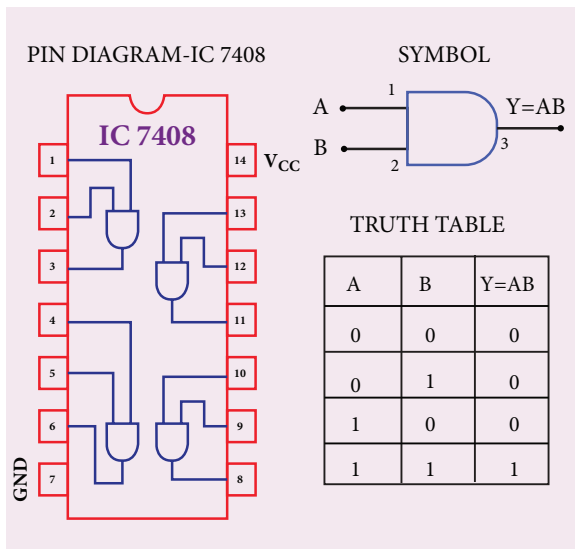 PIN DIAGRAM-IC 7408
IC 7408
1
14 VCC
2
13
3
12
4
11
5
10
6
9
GND 7
8
SYMBOL
1
A
Y=AB
B
3
2
TRUTH TABLE
A B Y=AB
0 0 0
0 1 0
1 0 0
1 1 1